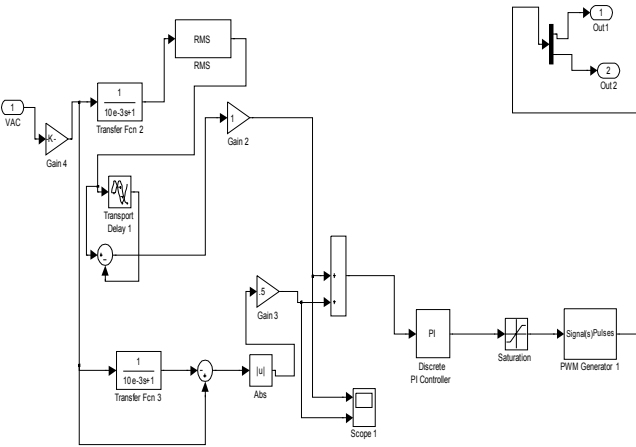 1
Out1
2
Out2
RMS
RMS
1
VAC
-K-
Gain 4
1
10e-3s+1
Transfer Fcn 2
1
Gain 2
Transport
Delay 1
+
-
.5
Gain 3
+
+
PI
Discrete
PI Controller
Saturation
Signal(s)Pulses
PWM Generator 1
1
10e-3s+1
Transfer Fcn 3
-
+
|u|
Abs
Scope 1